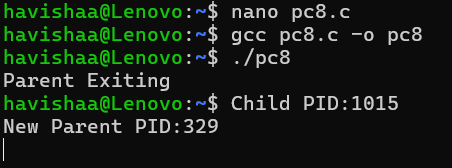 havishaa@Lenovo:~$ nano pc8.c
havishaa@Lenovo:~$ gcc pc8.c -o pc8
havishaa@Lenovo:~$ ./pc8
Parent Exiting
havishaa@Lenovo:~$ Child PID:1015
New Parent PID:329